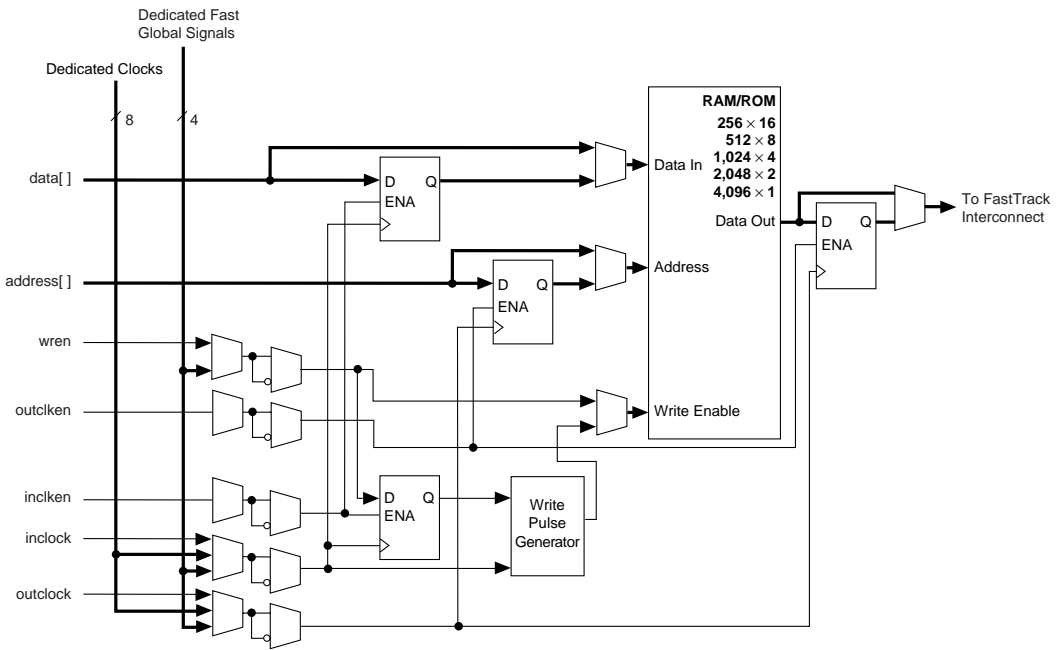 Dedicated Fast
Global Signals
Dedicated Clocks
8
4
RAM/ROM
256 × 16
512 × 8
1,024 × 4
2,048 × 2
4,096 × 1
data[ ]
D Q
ENA
Data In
Data Out
D Q
ENA
To FastTrack
Interconnect
address[ ]
D Q
ENA
Address
wren
outclken
Write Enable
inclken
D Q
ENA
Write
Pulse
Generator
inclock
outclock